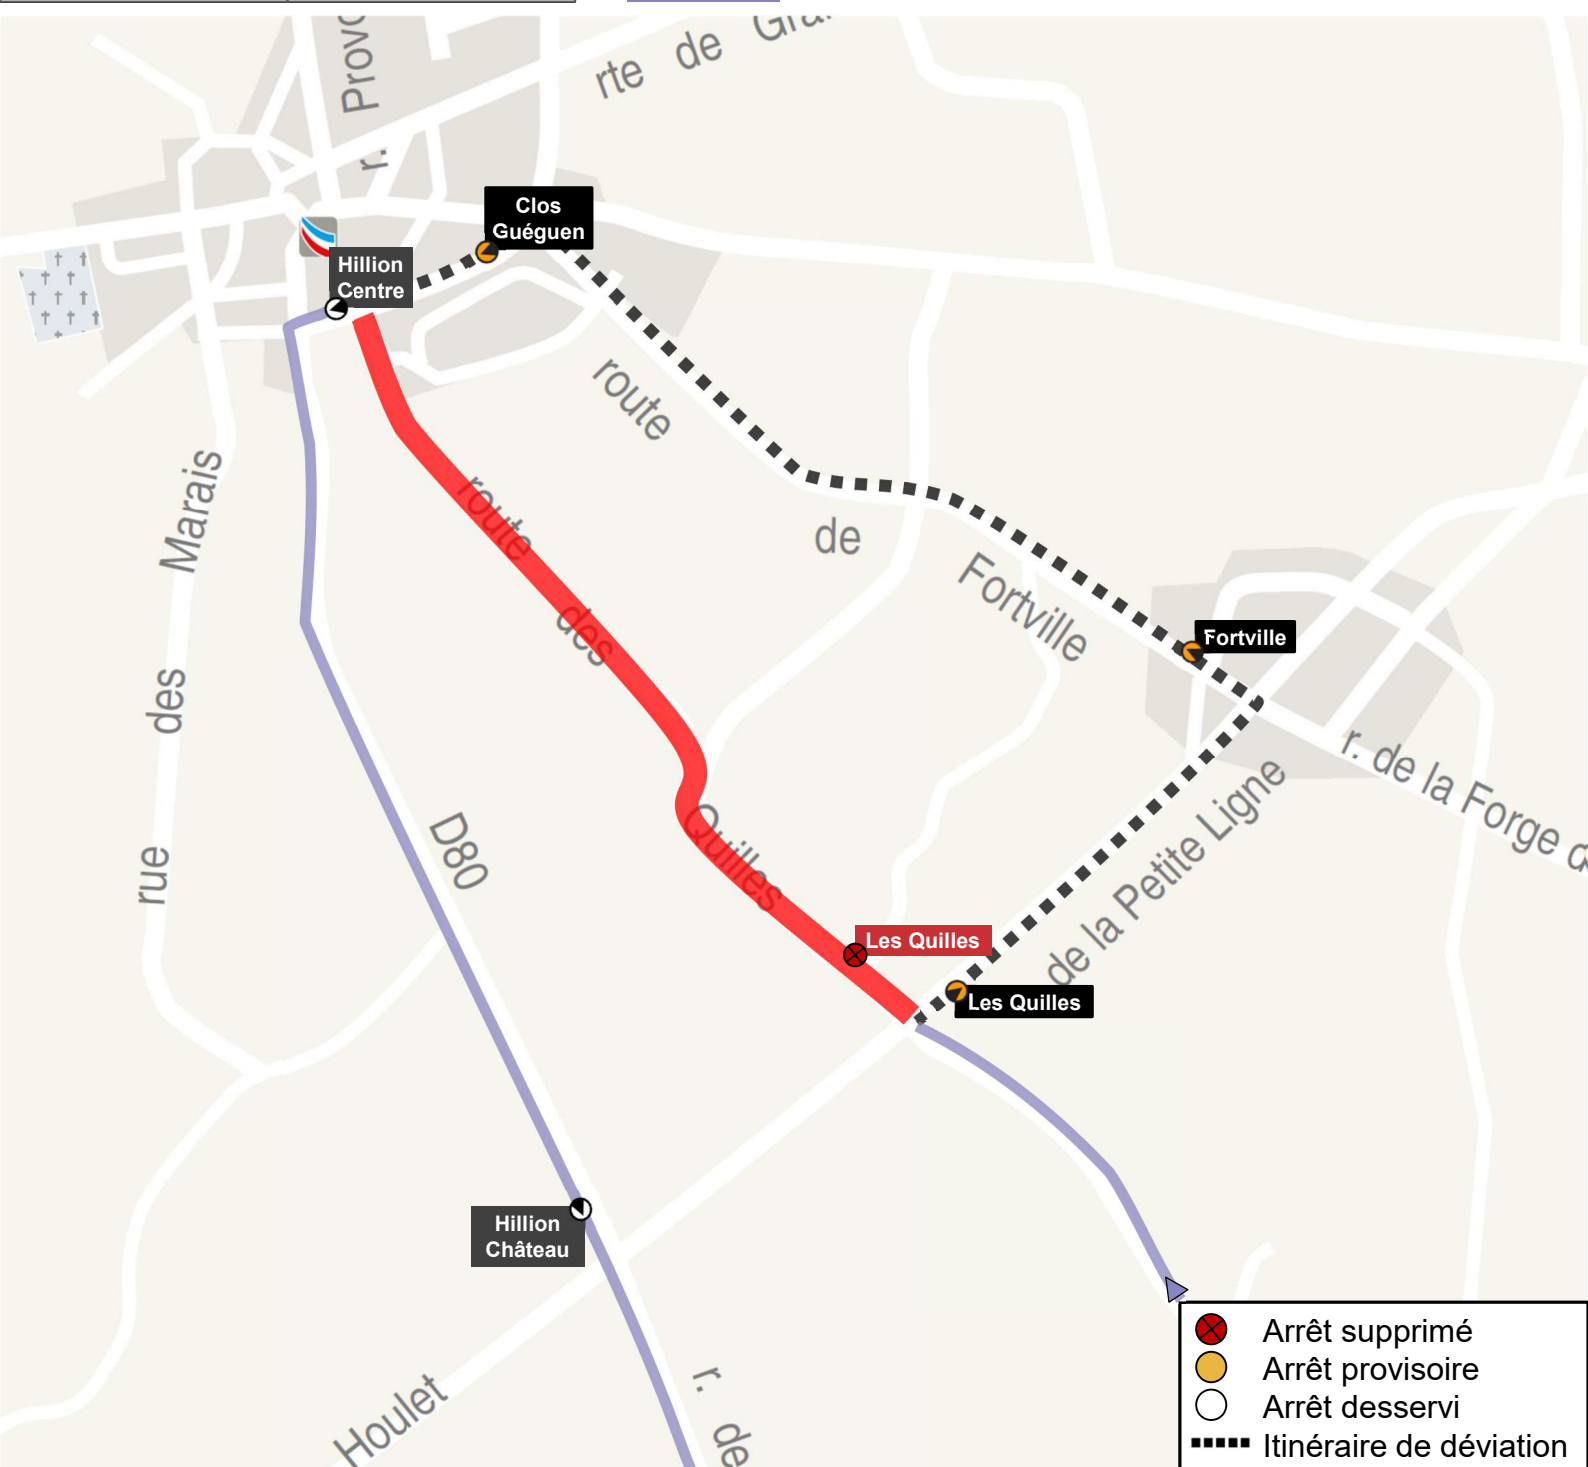 r. Provo
rte de Gra
Clos
Guéguen
Hillion
Centre
route
de
Fortville
route
des
Quilles
rue des Marais
D80
Fortville
r. de la Forge d
de la Petite Ligne
Les Quilles
Les Quilles
Hillion
Château
Houlet
r. de
Arrêt supprimé
Arrêt provisoire
Arrêt desservi
Itinéraire de déviation